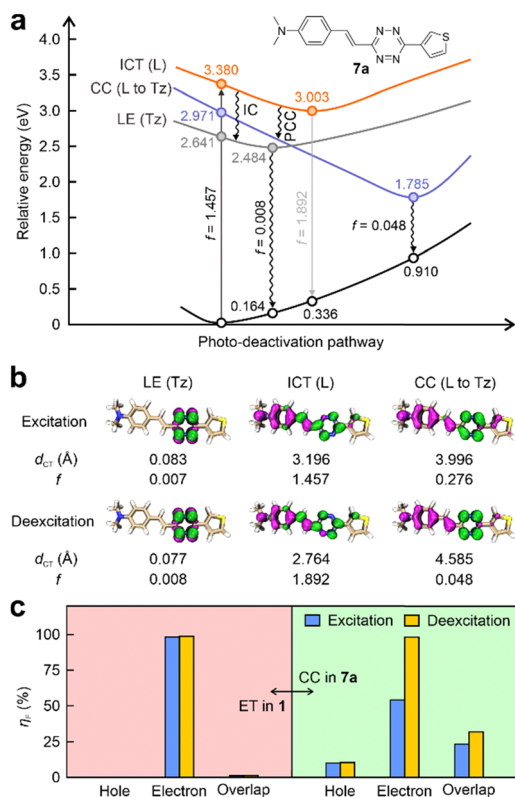 a
N
N
N
N
N
S
7a
Relative energy (eV)
4.0
3.5
3.0
2.5
2.0
1.5
1.0
0.5
0
ICT (L)
CC (L to Tz)
LE (Tz)
3.380
2.971
2.641
2.484
3.003
1.785
IC
PCC
f = 1.457
f = 0.008
f = 1.892
f = 0.048
0.164
0.336
0.910
Photo-deactivation pathway
b
LE (Tz) ICT (L) CC (L to Tz)
Excitation
dCT (Å) 0.083 3.196 3.996
f 0.007 1.457 0.276
Deexcitation
dCT (Å) 0.077 2.764 4.585
f 0.008 1.892 0.048
c
ηF (%)
100
75
50
25
0
Excitation Deexcitation
CC in 7a
ET in 1
Hole Electron Overlap Hole Electron Overlap